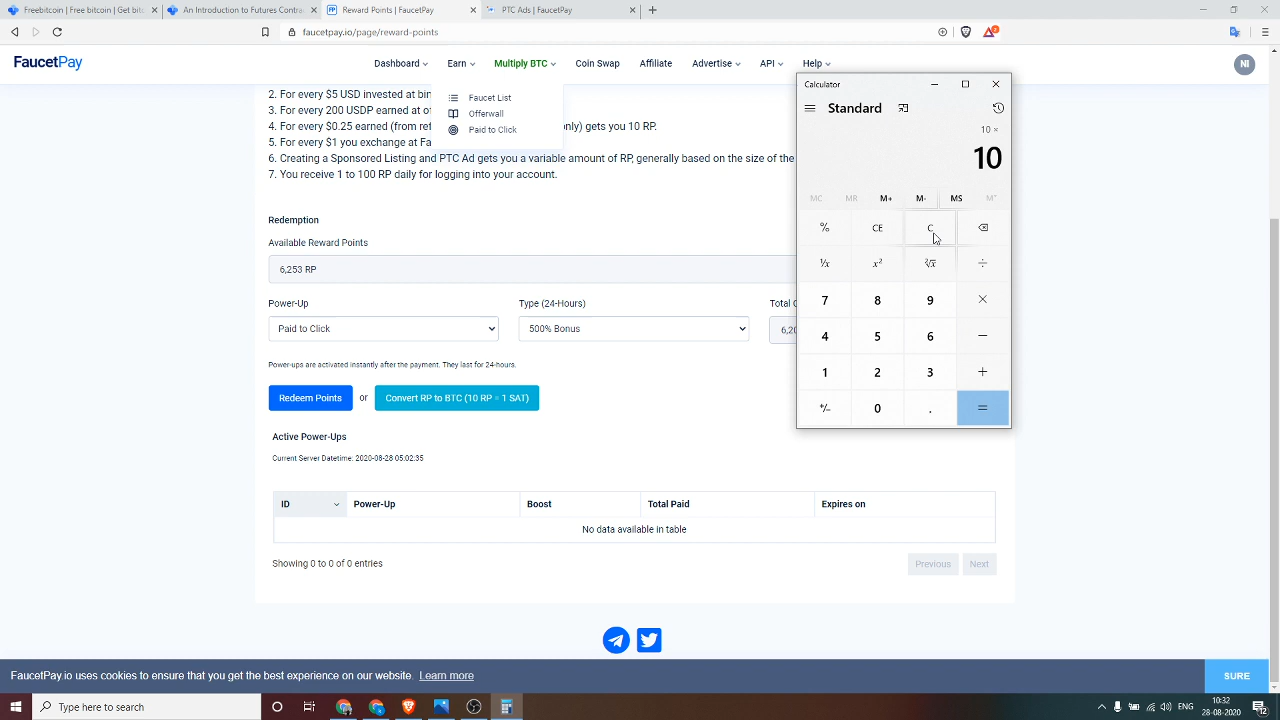 Freebitcoin | Free bitcoin | Get bit
An Introduction to Futures Contra
Reward Points | FaucetPay
PTC Ads | FaucetPay
faucetpay.io/page/reward-points
FaucetPay
Dashboard
Earn
Multiply BTC
Coin Swap
Affiliate
Advertise
API
Help
NI
Faucet List
Offerwall
Paid to Click
2. For every $5 USD invested at bin
3. For every 200 USDP earned at of
4. For every $0.25 earned (from ref only) gets you 10 RP.
5. For every $1 you exchange at Fa
6. Creating a Sponsored Listing and PTC Ad gets you a variable amount of RP, generally based on the size of the
7. You receive 1 to 100 RP daily for logging into your account.
Redemption
Available Reward Points
6,253 RP
Power-Up
Type (24-Hours)
Total C
Paid to Click
500% Bonus
6,20
Power-ups are activated instantly after the payment. They last for 24-hours.
Redeem Points
or
Convert RP to BTC (10 RP = 1 SAT)
Active Power-Ups
Current Server Datetime: 2020-08-28 05:02:35
ID
Power-Up
Boost
Total Paid
Expires on
No data available in table
Showing 0 to 0 of 0 entries
Previous
Next
Calculator
Standard
10 ×
10
MC MR M+ M- MS M˅
% CE C
⅟x x² ²√x ÷
7 8 9 ×
4 5 6 −
1 2 3 +
+/− 0 . =
FaucetPay.io uses cookies to ensure that you get the best experience on our website. Learn more
SURE
Type here to search
ENG
10:32
28-08-2020
12